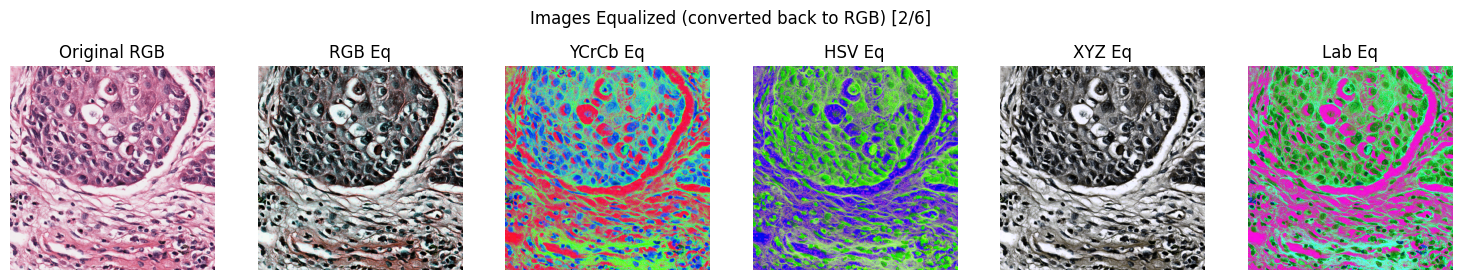 Images Equalized (converted back to RGB) [2/6]
Original RGB
RGB Eq
YCrCb Eq
HSV Eq
XYZ Eq
Lab Eq